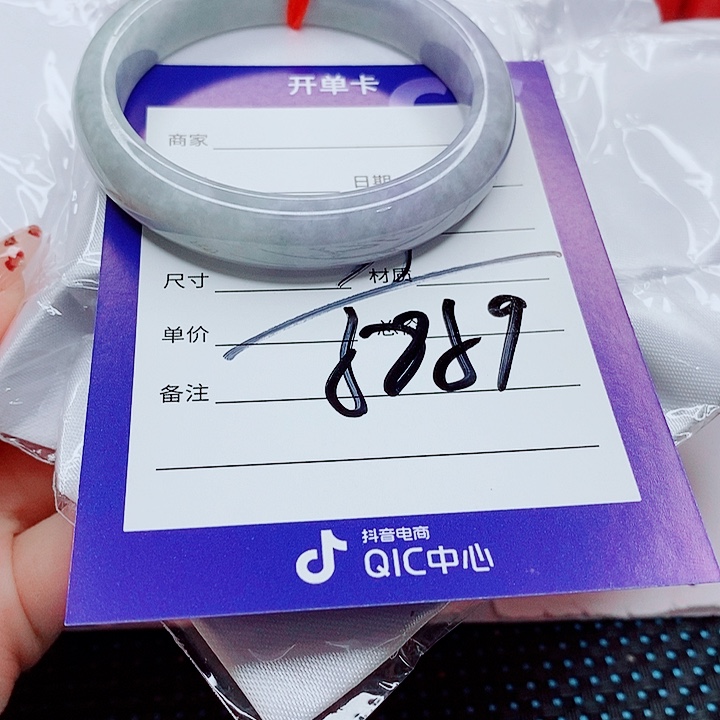 开单卡
商家
日期
尺寸 材质
单价
备注
8889
抖音电商
QIC中心